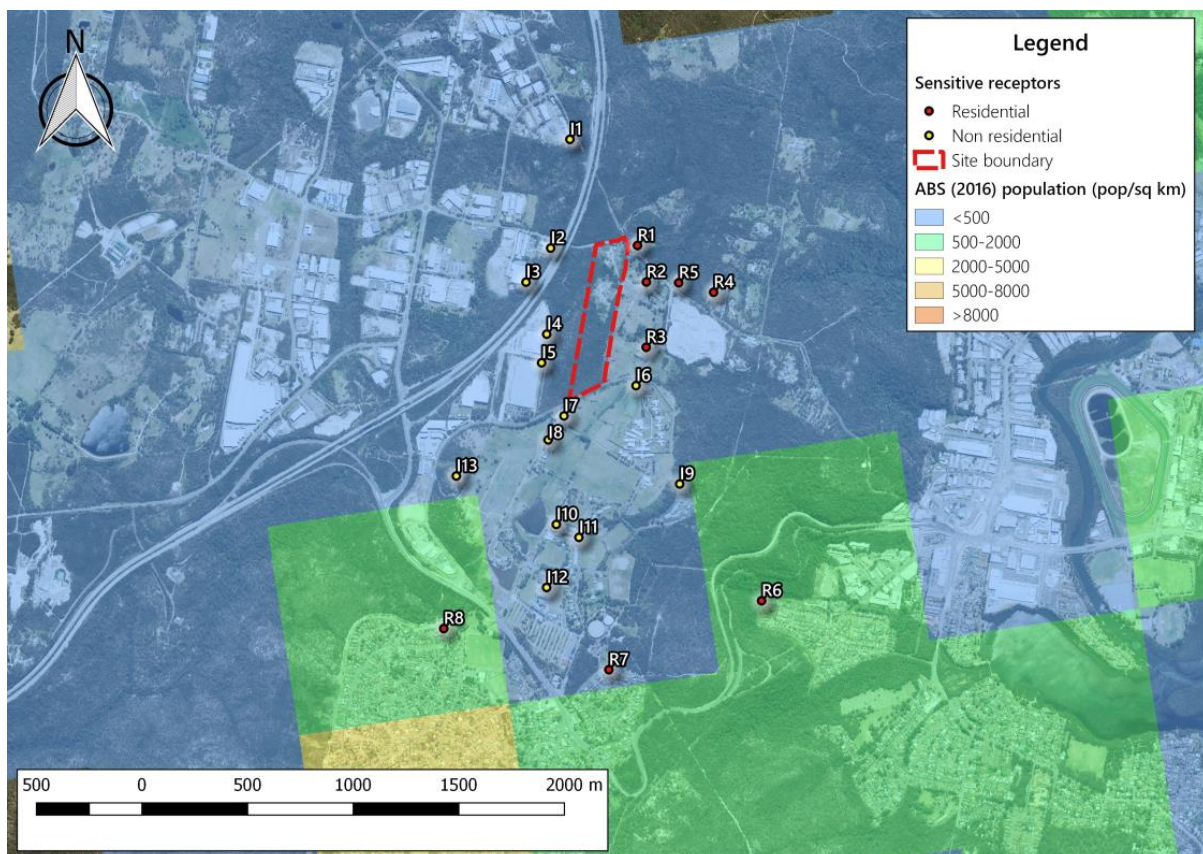 N
Legend
Sensitive receptors
Residential
Non residential
Site boundary
ABS (2016) population (pop/sq km)
<500
500-2000
2000-5000
5000-8000
>8000
I1
I2
R1
I3
R2
R5
R4
I4
R3
I5
I6
I7
I8
I13
I9
I10
I11
I12
R6
R8
R7
500 0 500 1000 1500 2000 m